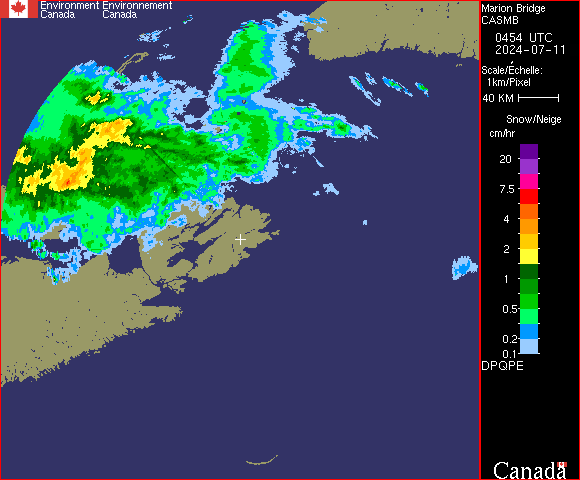 Environment Environnement
Canada Canada
Marion Bridge
CASMB
0454 UTC
2024-07-11
Scale/Echelle:
1km/Pixel
40 KM
Snow/Neige
cm/hr
20
7.5
4
2
1
0.5
0.2
0.1
DPQPE
Canada